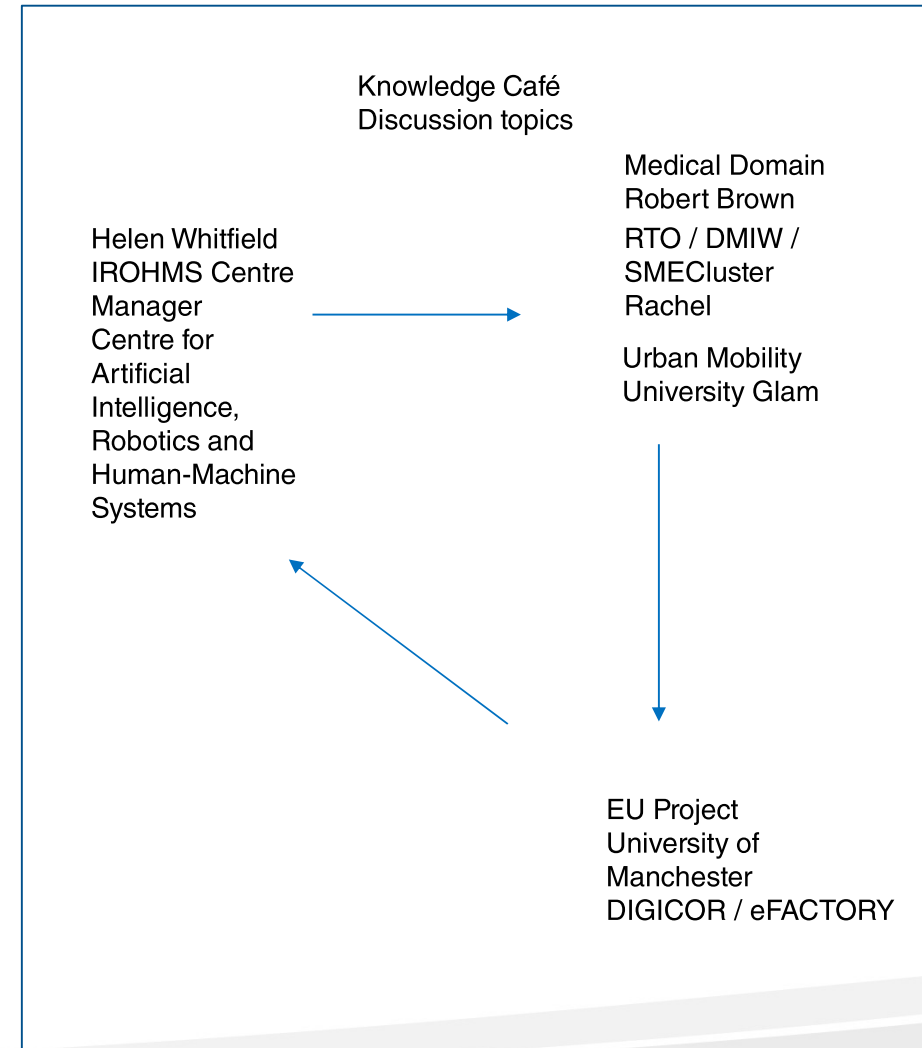 Knowledge Café
Discussion topics
Medical Domain
Robert Brown
RTO / DMIW /
SMECluster
Rachel
Urban Mobility
University Glam
Helen Whitfield
IROHMS Centre
Manager
Centre for
Artificial
Intelligence,
Robotics and
Human-Machine
Systems
EU Project
University of
Manchester
DIGICOR / eFACTORY